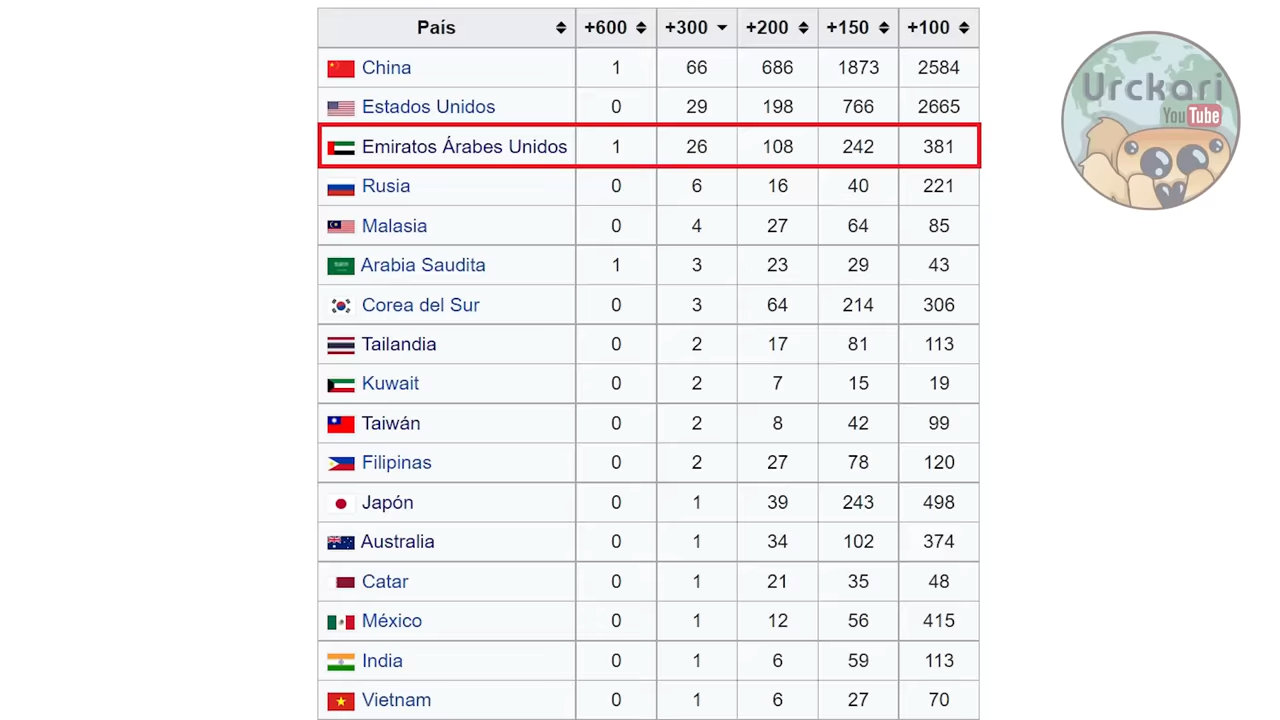 País +600 +300 +200 +150 +100
China 1 66 686 1873 2584
Estados Unidos 0 29 198 766 2665
Emiratos Árabes Unidos 1 26 108 242 381
Rusia 0 6 16 40 221
Malasia 0 4 27 64 85
Arabia Saudita 1 3 23 29 43
Corea del Sur 0 3 64 214 306
Tailandia 0 2 17 81 113
Kuwait 0 2 7 15 19
Taiwán 0 2 8 42 99
Filipinas 0 2 27 78 120
Japón 0 1 39 243 498
Australia 0 1 34 102 374
Catar 0 1 21 35 48
México 0 1 12 56 415
India 0 1 6 59 113
Vietnam 0 1 6 27 70
Urckari
YouTube